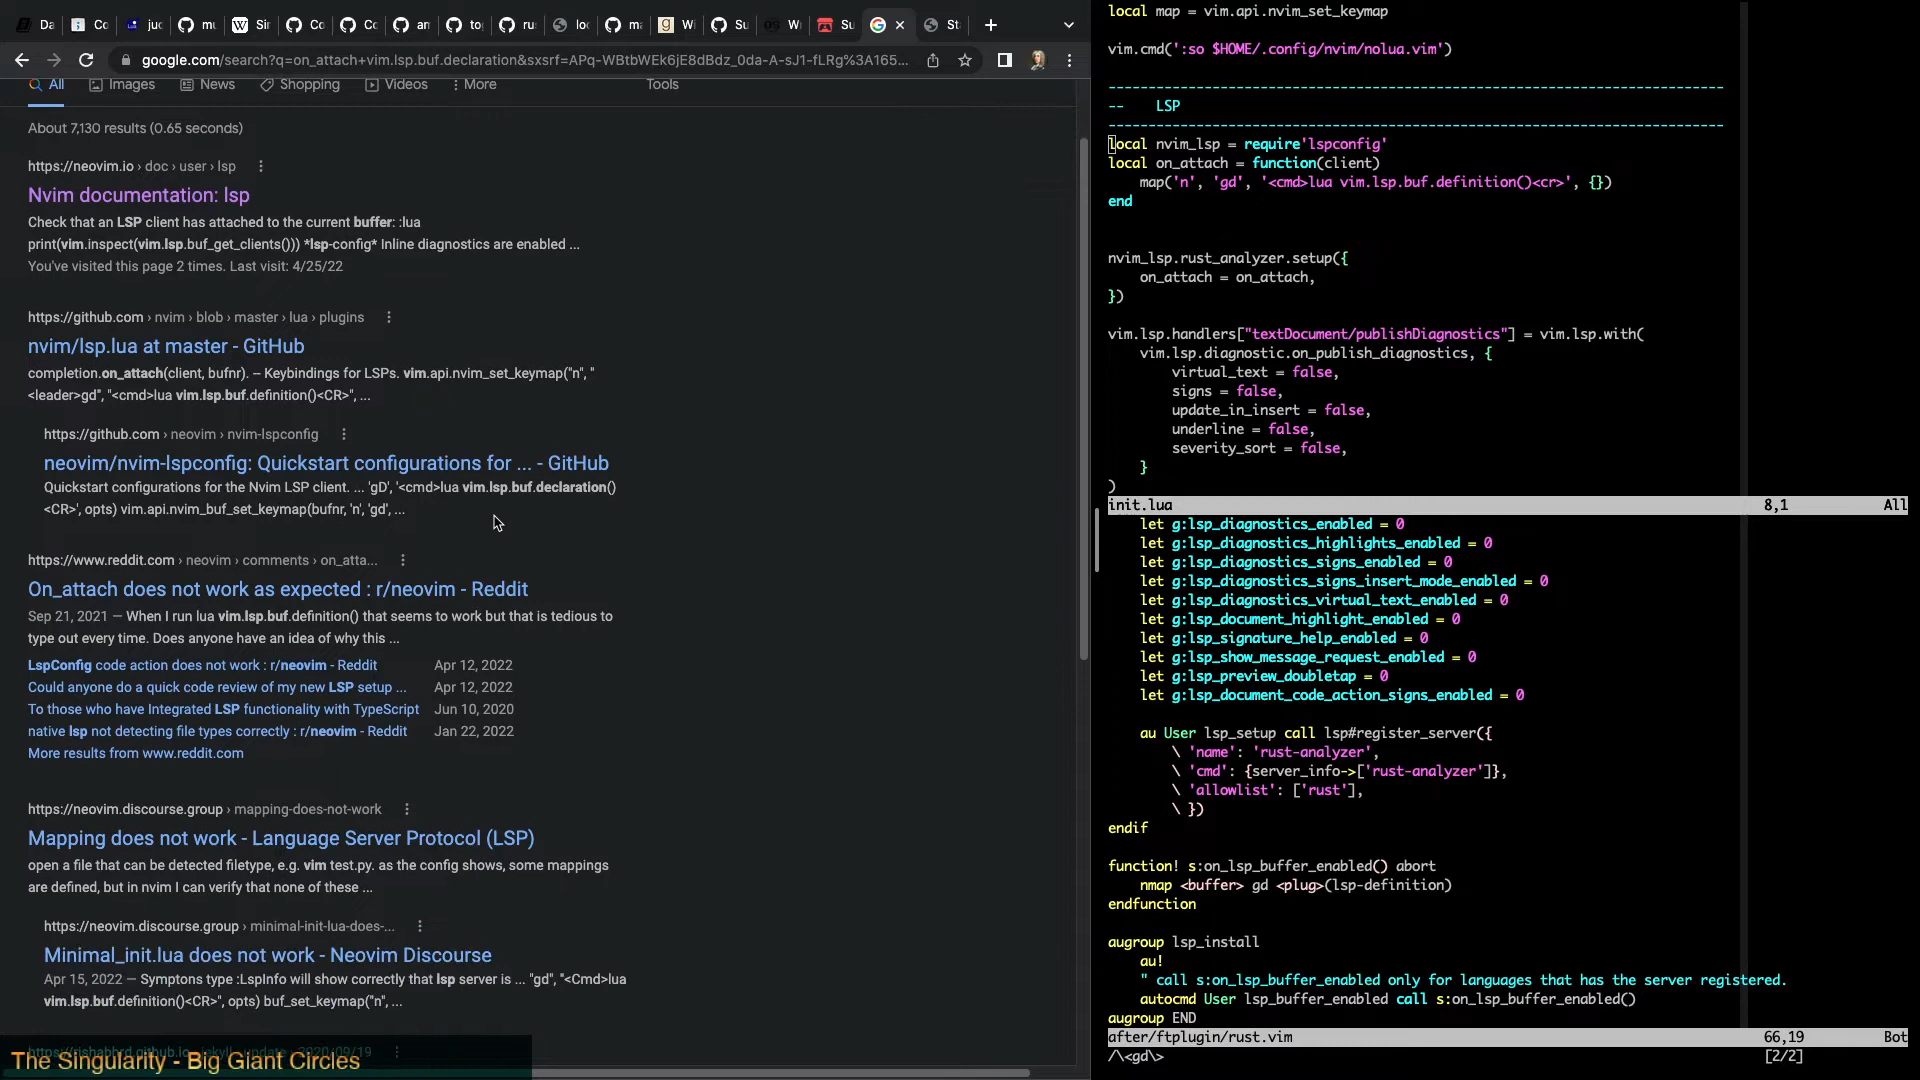 Da Co juc mu Sir Co Co am to ru loc ma Wi Su W Su St
google.com/search?q=on_attach+vim.lsp.buf.declaration&sxsrf=APq-WBtbWEk6jE8dBdz_0da-A-sJ1-fLRg%3A165...
All Images News Shopping Videos More Tools
About 7,130 results (0.65 seconds)
https://neovim.io › doc › user › lsp
Nvim documentation: lsp
Check that an LSP client has attached to the current buffer: :lua
print(vim.inspect(vim.lsp.buf_get_clients())) *lsp-config* Inline diagnostics are enabled ...
You've visited this page 2 times. Last visit: 4/25/22
https://github.com › nvim › blob › master › lua › plugins
nvim/lsp.lua at master - GitHub
completion.on_attach(client, bufnr). – Keybindings for LSPs. vim.api.nvim_set_keymap("n", "
<leader>gd", "<cmd>lua vim.lsp.buf.definition()<CR>", ...
https://github.com › neovim › nvim-lspconfig
neovim/nvim-lspconfig: Quickstart configurations for ... - GitHub
Quickstart configurations for the Nvim LSP client. ... 'gD', '<cmd>lua vim.lsp.buf.declaration()
<CR>', opts) vim.api.nvim_buf_set_keymap(bufnr, 'n', 'gd', ...
https://www.reddit.com › neovim › comments › on_atta...
On_attach does not work as expected : r/neovim - Reddit
Sep 21, 2021 — When I run lua vim.lsp.buf.definition() that seems to work but that is tedious to
type out every time. Does anyone have an idea of why this ...
LspConfig code action does not work : r/neovim - Reddit Apr 12, 2022
Could anyone do a quick code review of my new LSP setup ... Apr 12, 2022
To those who have Integrated LSP functionality with TypeScript Jun 10, 2020
native lsp not detecting file types correctly : r/neovim - Reddit Jan 22, 2022
More results from www.reddit.com
https://neovim.discourse.group › mapping-does-not-work
Mapping does not work - Language Server Protocol (LSP)
open a file that can be detected filetype, e.g. vim test.py. as the config shows, some mappings
are defined, but in nvim I can verify that none of these ...
https://neovim.discourse.group › minimal-init-lua-does-...
Minimal_init.lua does not work - Neovim Discourse
Apr 15, 2022 — Symptons type :LspInfo will show correctly that lsp server is ... "gd", "<Cmd>lua
vim.lsp.buf.definition()<CR>", opts) buf_set_keymap("n", ...
https://rishabhrd.github.io › jekyll › update › 2020/09/19
The Singularity - Big Giant Circles
local map = vim.api.nvim_set_keymap
vim.cmd(':so $HOME/.config/nvim/nolua.vim')
-----------------------------------------------------------------------------
-- LSP
-----------------------------------------------------------------------------
local nvim_lsp = require'lspconfig'
local on_attach = function(client)
map('n', 'gd', '<cmd>lua vim.lsp.buf.definition()<cr>', {})
end
nvim_lsp.rust_analyzer.setup({
on_attach = on_attach,
})
vim.lsp.handlers["textDocument/publishDiagnostics"] = vim.lsp.with(
vim.lsp.diagnostic.on_publish_diagnostics, {
virtual_text = false,
signs = false,
update_in_insert = false,
underline = false,
severity_sort = false,
}
)
init.lua 8,1 All
let g:lsp_diagnostics_enabled = 0
let g:lsp_diagnostics_highlights_enabled = 0
let g:lsp_diagnostics_signs_enabled = 0
let g:lsp_diagnostics_signs_insert_mode_enabled = 0
let g:lsp_diagnostics_virtual_text_enabled = 0
let g:lsp_document_highlight_enabled = 0
let g:lsp_signature_help_enabled = 0
let g:lsp_show_message_request_enabled = 0
let g:lsp_preview_doubletap = 0
let g:lsp_document_code_action_signs_enabled = 0
au User lsp_setup call lsp#register_server({
\ 'name': 'rust-analyzer',
\ 'cmd': {server_info->['rust-analyzer']},
\ 'allowlist': ['rust'],
\ })
endif
function! s:on_lsp_buffer_enabled() abort
nmap <buffer> gd <plug>(lsp-definition)
endfunction
augroup lsp_install
au!
" call s:on_lsp_buffer_enabled only for languages that has the server registered.
autocmd User lsp_buffer_enabled call s:on_lsp_buffer_enabled()
augroup END
after/ftplugin/rust.vim 66,19 Bot
/\<gd\> [2/2]